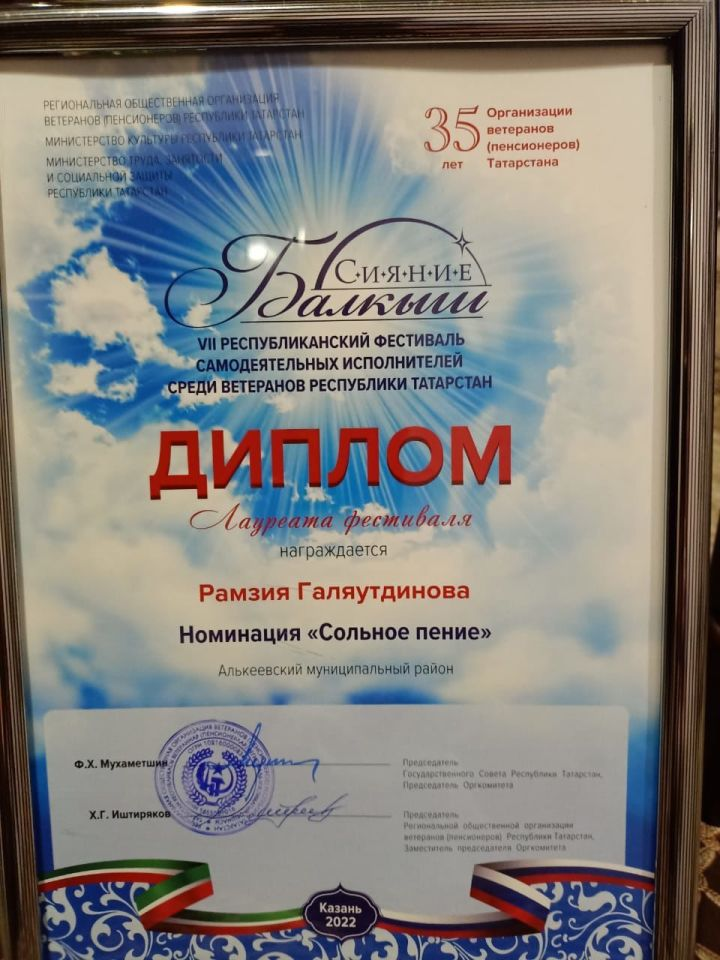 РЕГИОНАЛЬНАЯ ОБЩЕСТВЕННАЯ ОРГАНИЗАЦИЯ
ВЕТЕРАНОВ (ПЕНСИОНЕРОВ) РЕСПУБЛИКИ ТАТАРСТАН
МИНИСТЕРСТВО КУЛЬТУРЫ РЕСПУБЛИКИ ТАТАРСТАН
МИНИСТЕРСТВО ТРУДА, ЗАНЯТОСТИ
И СОЦИАЛЬНОЙ ЗАЩИТЫ
РЕСПУБЛИКИ ТАТАРСТАН
35 лет
Организации
ветеранов
(пенсионеров)
Татарстана
С·И·Я·Н·И·Е
Балкыш
VII РЕСПУБЛИКАНСКИЙ ФЕСТИВАЛЬ
САМОДЕЯТЕЛЬНЫХ ИСПОЛНИТЕЛЕЙ
СРЕДИ ВЕТЕРАНОВ РЕСПУБЛИКИ ТАТАРСТАН
ДИПЛОМ
Лауреата фестиваля
награждается
Рамзия Галяутдинова
Номинация «Сольное пение»
Алькеевский муниципальный район
Ф.Х. Мухаметшин
Председатель
Государственного Совета Республики Татарстан,
Председатель Оргкомитета
Х.Г. Иштиряков
Председатель
Региональной общественной организации
ветеранов (пенсионеров) Республики Татарстан,
Заместитель председателя Оргкомитета
Казань
2022